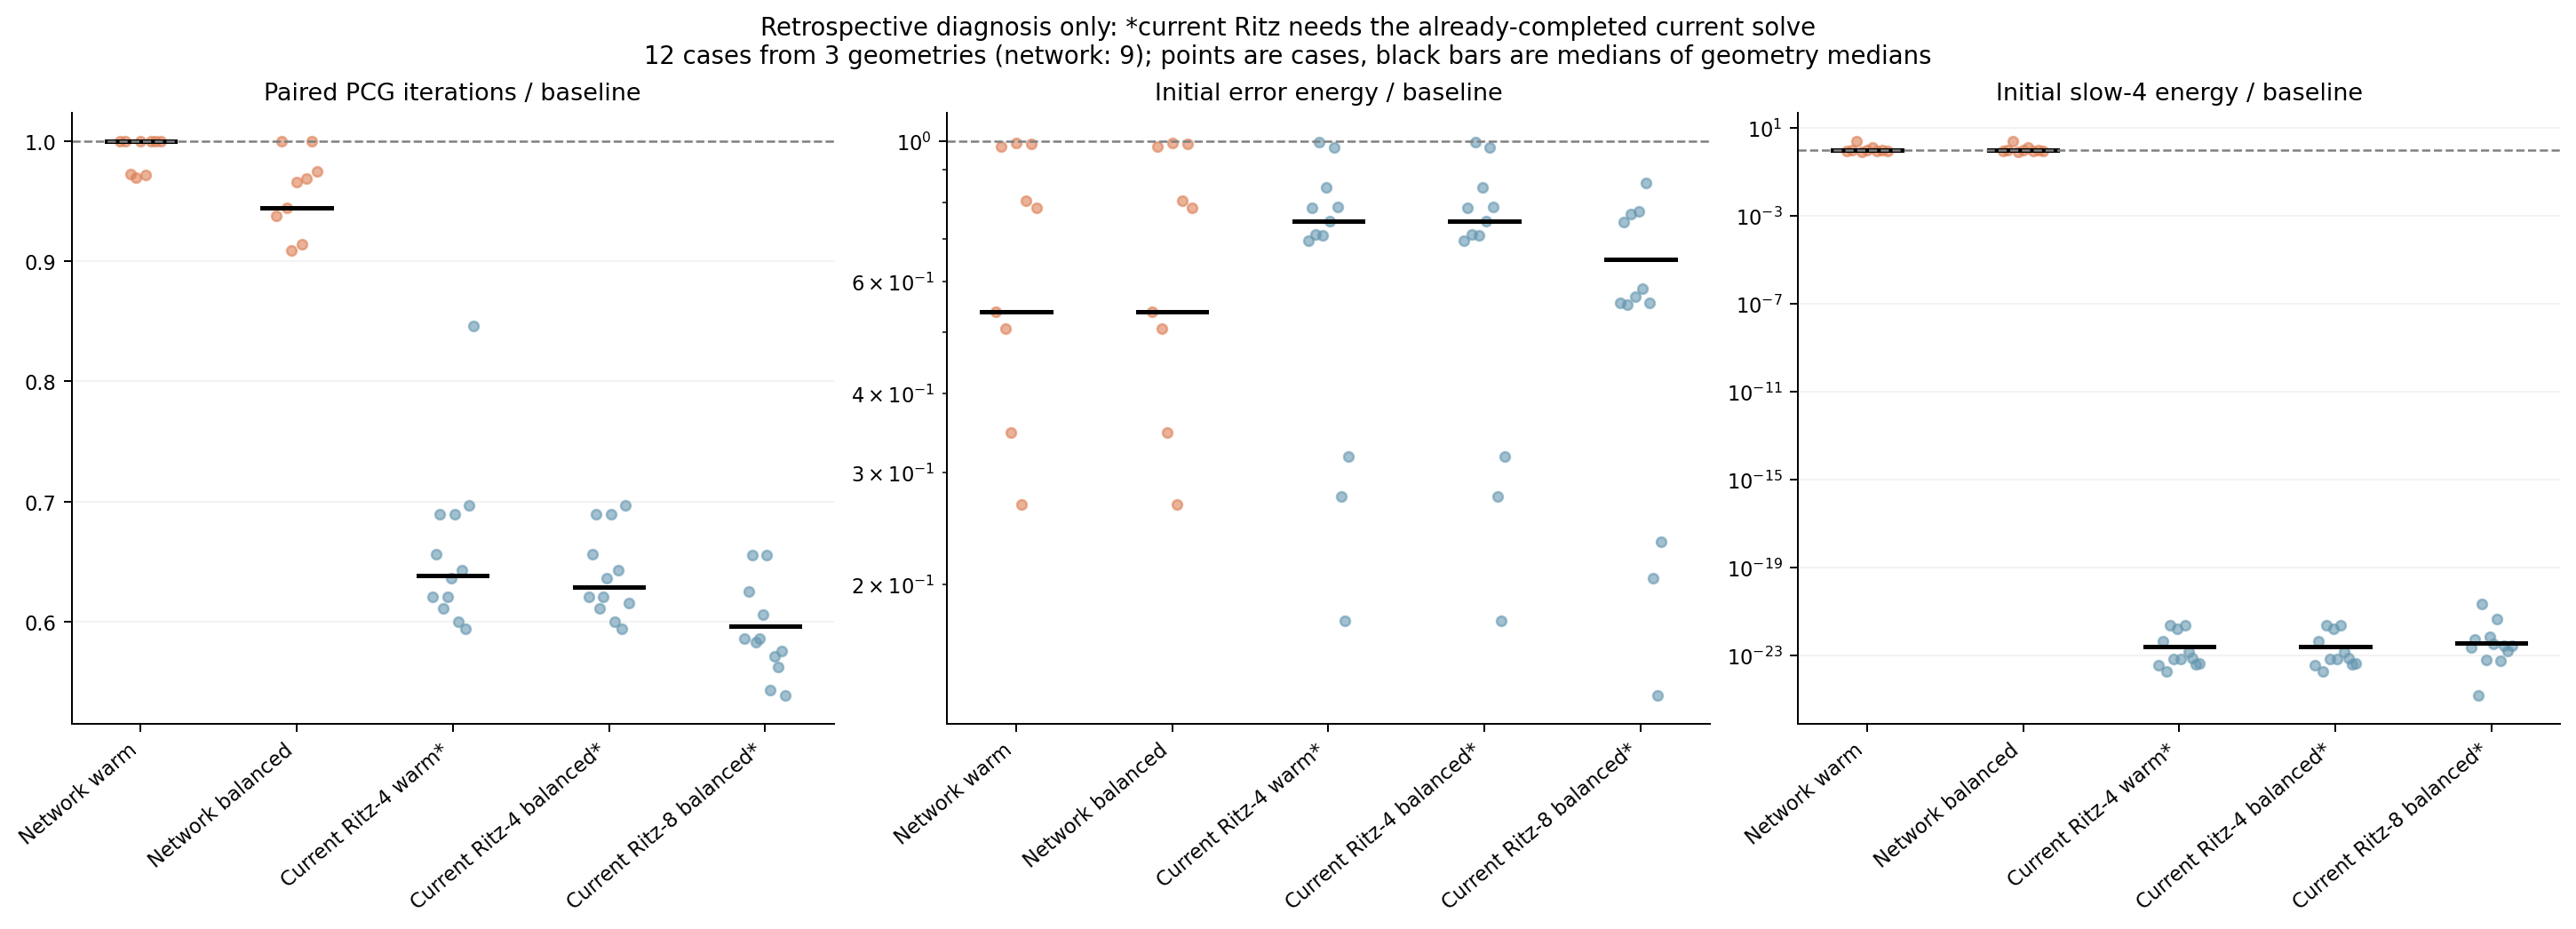 Retrospective diagnosis only: *current Ritz needs the already-completed current solve
12 cases from 3 geometries (network: 9); points are cases, black bars are medians of geometry medians
Paired PCG iterations / baseline
1.0
0.9
0.8
0.7
0.6
Network warm
Network balanced
Current Ritz-4 warm*
Current Ritz-4 balanced*
Current Ritz-8 balanced*
Initial error energy / baseline
10⁰
6 × 10⁻¹
4 × 10⁻¹
3 × 10⁻¹
2 × 10⁻¹
Network warm
Network balanced
Current Ritz-4 warm*
Current Ritz-4 balanced*
Current Ritz-8 balanced*
Initial slow-4 energy / baseline
10¹
10⁻³
10⁻⁷
10⁻¹¹
10⁻¹⁵
10⁻¹⁹
10⁻²³
Network warm
Network balanced
Current Ritz-4 warm*
Current Ritz-4 balanced*
Current Ritz-8 balanced*